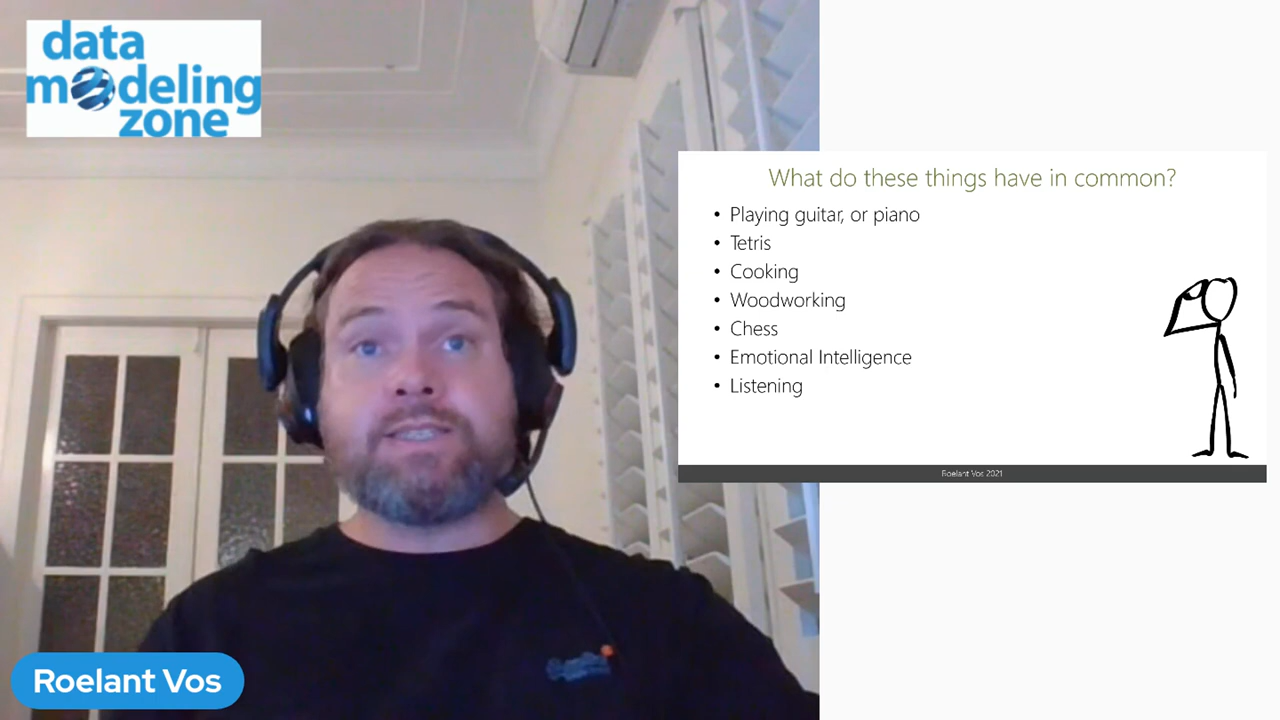 data
modeling
zone
What do these things have in common?
• Playing guitar, or piano
• Tetris
• Cooking
• Woodworking
• Chess
• Emotional Intelligence
• Listening
Roelant Vos 2021
Roelant Vos